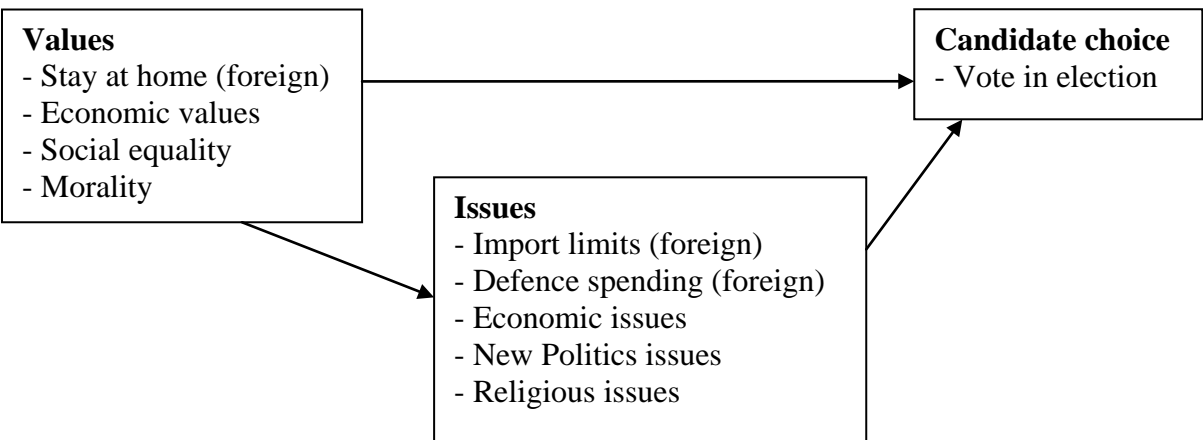 Values
- Stay at home (foreign)
- Economic values
- Social equality
- Morality
Candidate choice
- Vote in election
Issues
- Import limits (foreign)
- Defence spending (foreign)
- Economic issues
- New Politics issues
- Religious issues